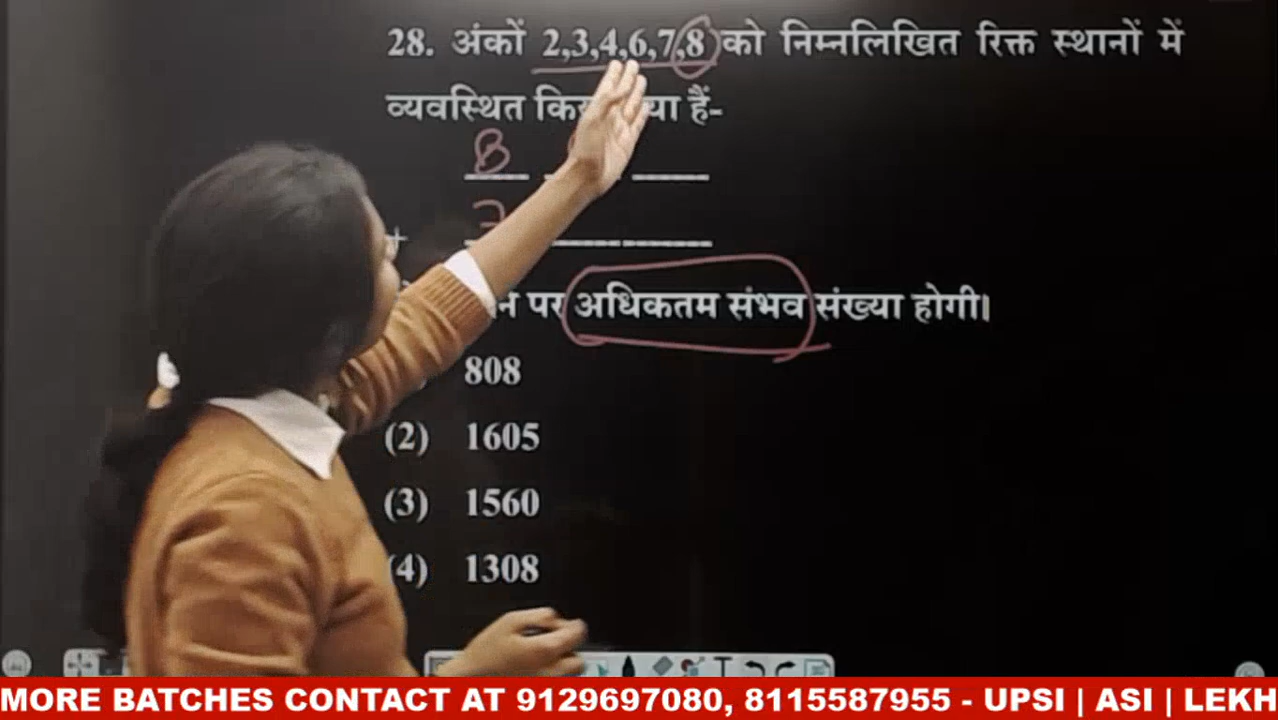 28. अंकों 2,3,4,6,7,8 को निम्नलिखित रिक्त स्थानों में
व्यवस्थित गया हैं-
8
+ 7
पर अधिकतम संभव संख्या होगी।
808
(2) 1605
(3) 1560
(4) 1308
MORE BATCHES CONTACT AT 9129697080, 8115587955 - UPSI | ASI | LEKH